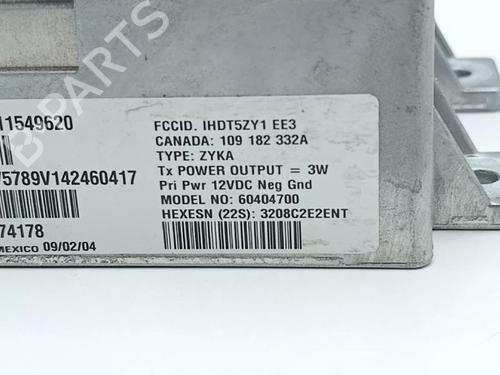 11549620
5789V142460417
74178
MEXICO 09/02/04
FCCID. IHDT5ZY1 EE3
CANADA: 109 182 332A
TYPE: ZYKA
Tx POWER OUTPUT = 3W
Pri Pwr 12VDC Neg Gnd
MODEL NO: 60404700
HEXESN (22S): 3208C2E2ENT
B-PARTS